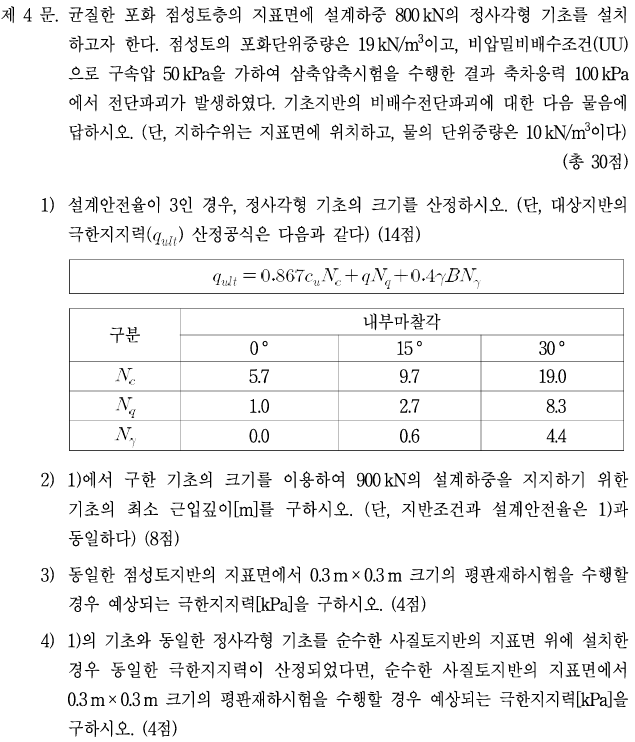 제 4 문. 균질한 포화 점성토층의 지표면에 설계하중 800 kN의 정사각형 기초를 설치
하고자 한다. 점성토의 포화단위중량은 19 kN/m³이고, 비압밀비배수조건(UU)
으로 구속압 50 kPa을 가하여 삼축압축시험을 수행한 결과 축차응력 100 kPa
에서 전단파괴가 발생하였다. 기초지반의 비배수전단파괴에 대한 다음 물음에
답하시오. (단, 지하수위는 지표면에 위치하고, 물의 단위중량은 10 kN/m³이다)
(총 30점)
1) 설계안전율이 3인 경우, 정사각형 기초의 크기를 산정하시오. (단, 대상지반의
극한지지력(q_ult) 산정공식은 다음과 같다) (14점)
q_ult = 0.867c_uN_c + qN_q + 0.4γBN_γ
구분 내부마찰각
0° 15° 30°
N_c 5.7 9.7 19.0
N_q 1.0 2.7 8.3
N_γ 0.0 0.6 4.4
2) 1)에서 구한 기초의 크기를 이용하여 900 kN의 설계하중을 지지하기 위한
기초의 최소 근입깊이[m]를 구하시오. (단, 지반조건과 설계안전율은 1)과
동일하다) (8점)
3) 동일한 점성토지반의 지표면에서 0.3 m × 0.3 m 크기의 평판재하시험을 수행할
경우 예상되는 극한지지력[kPa]을 구하시오. (4점)
4) 1)의 기초와 동일한 정사각형 기초를 순수한 사질토지반의 지표면 위에 설치한
경우 동일한 극한지지력이 산정되었다면, 순수한 사질토지반의 지표면에서
0.3 m × 0.3 m 크기의 평판재하시험을 수행할 경우 예상되는 극한지지력[kPa]을
구하시오. (4점)